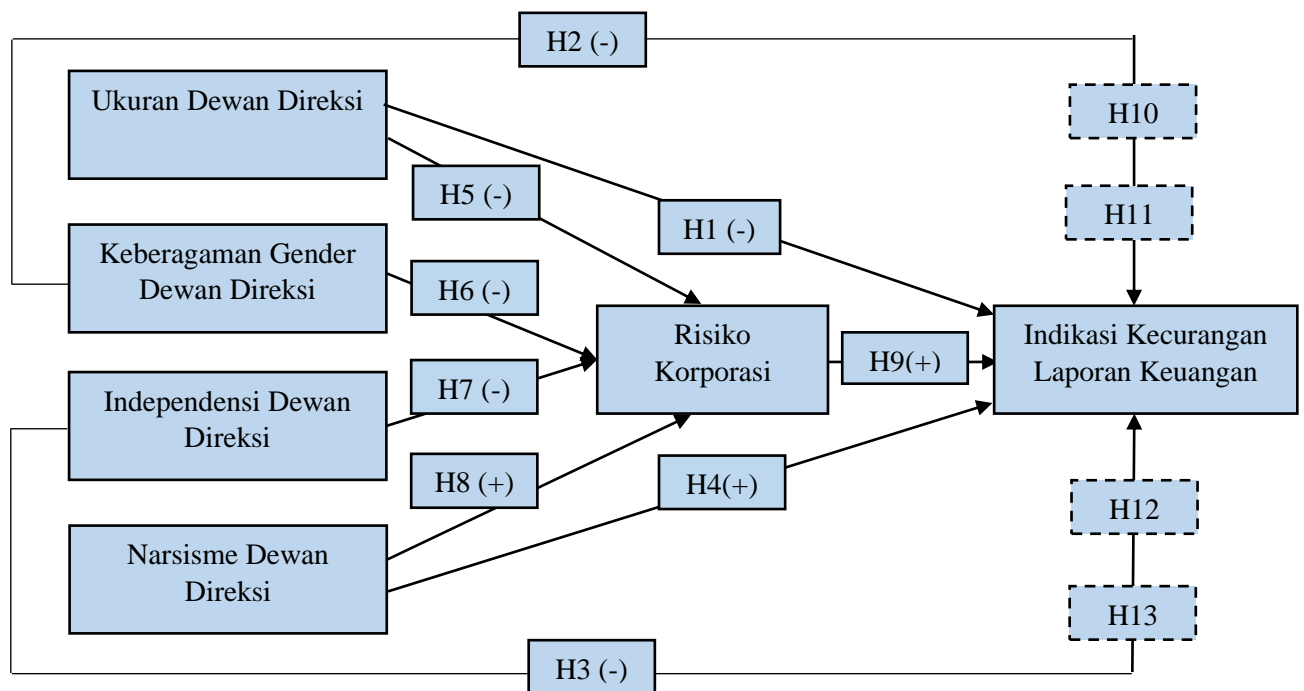 H2 (-)
Ukuran Dewan Direksi
H10
H5 (-)
H11
H1 (-)
Keberagaman Gender
Dewan Direksi
H6 (-)
Risiko
Korporasi
H9(+)
Indikasi Kecurangan
Laporan Keuangan
H7 (-)
Independensi Dewan
Direksi
H8 (+)
H4(+)
H12
Narsisme Dewan
Direksi
H13
H3 (-)